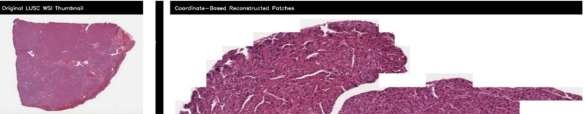 Original LUSC WSI Thumbnail
Coordinate-Based Reconstructed Patches